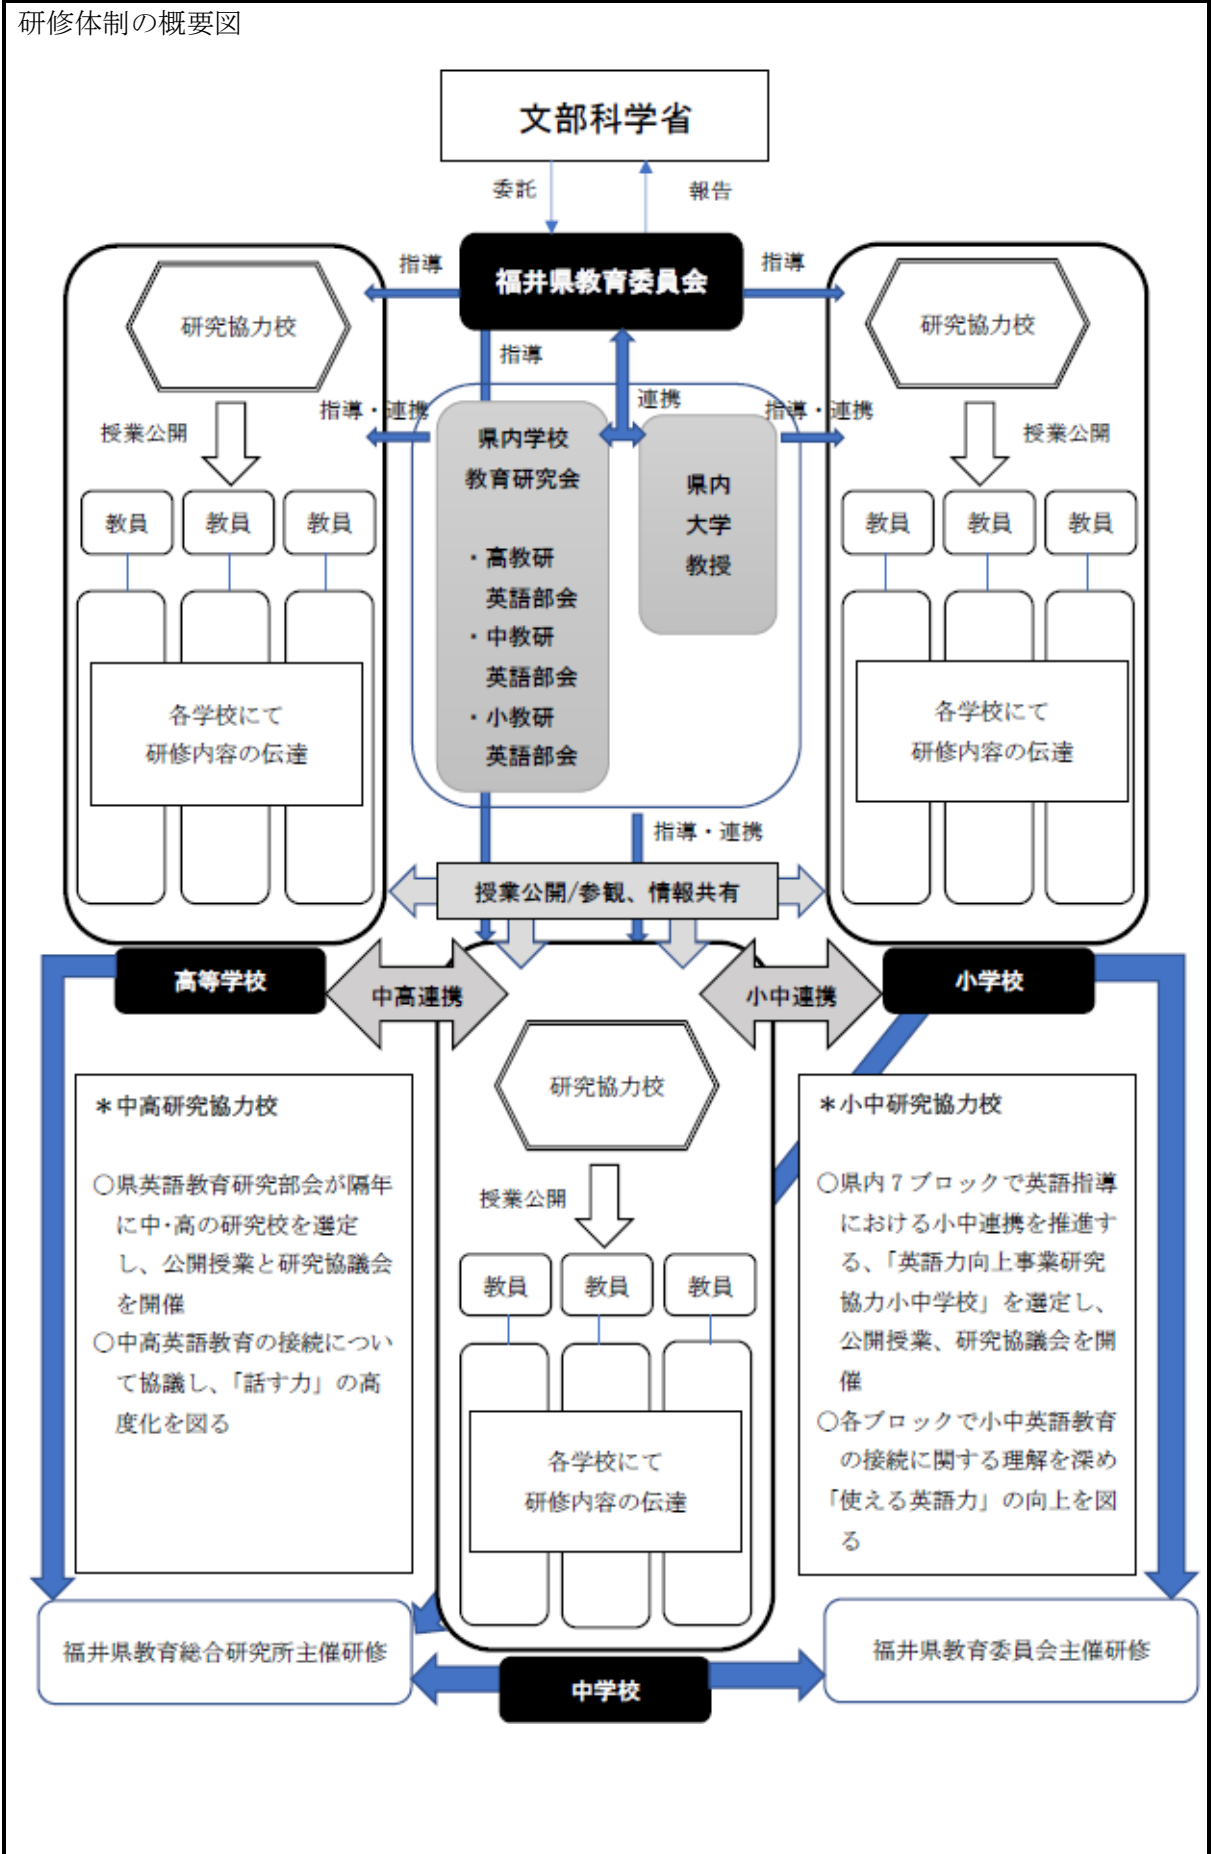 研修体制の概要図
文部科学省
委託
報告
福井県教育委員会
指導
指導
指導
連携
研究協力校
授業公開
教員
教員
教員
各学校にて
研修内容の伝達
指導・連携
県内学校
教育研究会
・高教研
英語部会
・中教研
英語部会
・小教研
英語部会
県内
大学
教授
指導・連携
研究協力校
授業公開
教員
教員
教員
各学校にて
研修内容の伝達
指導・連携
授業公開/参観、情報共有
高等学校
中高連携
小中連携
小学校
＊中高研究協力校
○県英語教育研究部会が隔年
に中・高の研究校を選定
し、公開授業と研究協議会
を開催
○中高英語教育の接続につい
て協議し、「話す力」の高
度化を図る
研究協力校
授業公開
教員
教員
教員
各学校にて
研修内容の伝達
＊小中研究協力校
○県内７ブロックで英語指導
における小中連携を推進す
る、「英語力向上事業研究
協力小中学校」を選定し、
公開授業、研究協議会を開
催
○各ブロックで小中英語教育
の接続に関する理解を深め
「使える英語力」の向上を図
る
福井県教育総合研究所主催研修
中学校
福井県教育委員会主催研修